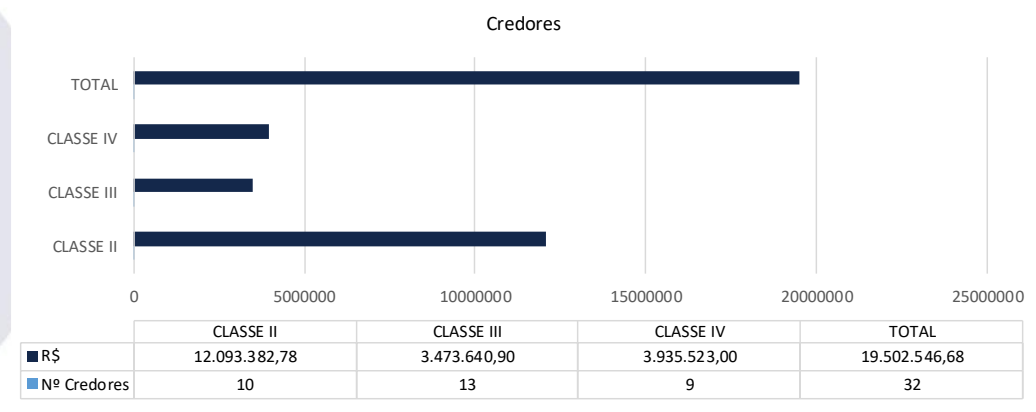 Credores
TOTAL
CLASSE IV
CLASSE III
CLASSE II
0 5000000 10000000 15000000 20000000 25000000
CLASSE II CLASSE III CLASSE IV TOTAL
R$ 12.093.382,78 3.473.640,90 3.935.523,00 19.502.546,68
Nº Credores 10 13 9 32